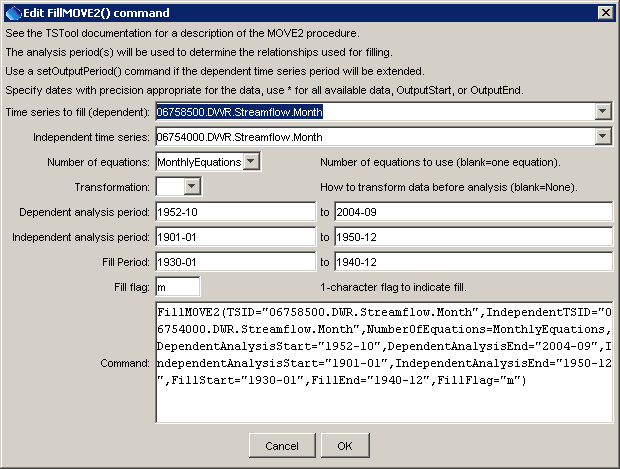 Edit FillMOVE2() command
See the TSTool documentation for a description of the MOVE2 procedure.
The analysis period(s) will be used to determine the relationships used for filling.
Use a setOutputPeriod() command if the dependent time series period will be extended.
Specify dates with precision appropriate for the data, use * for all available data, OutputStart, or OutputEnd.
Time series to fill (dependent): 06758500.DWR.Streamflow.Month
Independent time series: 06754000.DWR.Streamflow.Month
Number of equations: MonthlyEquations Number of equations to use (blank=one equation).
Transformation: How to transform data before analysis (blank=None).
Dependent analysis period: 1952-10 to 2004-09
Independent analysis period: 1901-01 to 1950-12
Fill Period: 1930-01 to 1940-12
Fill flag: m 1-character flag to indicate fill.
Command:
FillMOVE2(TSID="06758500.DWR.Streamflow.Month",IndependentTSID="0
6754000.DWR.Streamflow.Month",NumberOfEquations=MonthlyEquations,
DependentAnalysisStart="1952-10",DependentAnalysisEnd="2004-09",I
ndependentAnalysisStart="1901-01",IndependentAnalysisEnd="1950-12
",FillStart="1930-01",FillEnd="1940-12",FillFlag="m")
Cancel OK